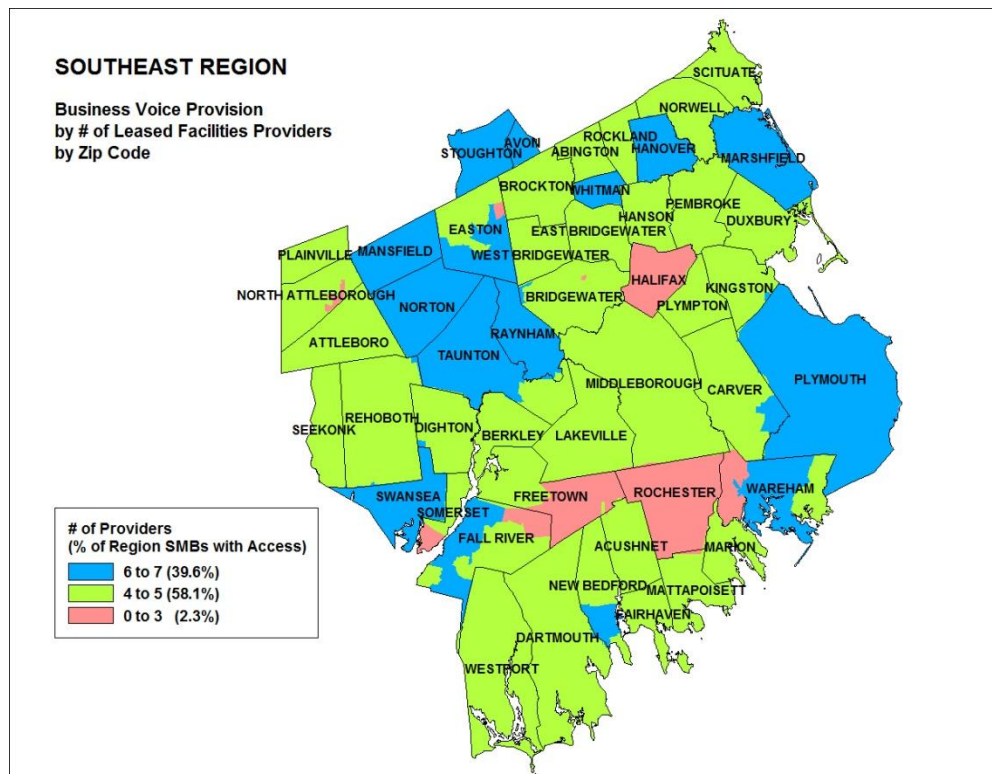 SOUTHEAST REGION
Business Voice Provision
by # of Leased Facilities Providers
by Zip Code
SCITUATE
NORWELL
ROCKLAND
AVON
STOUGHTON
ABINGTON
HANOVER
MARSHFIELD
BROCKTON
WHITMAN
PEMBROKE
HANSON
DUXBURY
EASTON
EAST BRIDGEWATER
MANSFIELD
WEST BRIDGEWATER
PLAINVILLE
HALIFAX
KINGSTON
NORTH ATTLEBOROUGH
BRIDGEWATER
NORTON
PLYMPTON
RAYNHAM
ATTLEBORO
TAUNTON
PLYMOUTH
MIDDLEBOROUGH
CARVER
REHOBOTH
DIGHTON
SEEKONK
BERKLEY
LAKEVILLE
WAREHAM
ROCHESTER
SWANSEA
FREETOWN
SOMERSET
FALL RIVER
ACUSHNET
MARION
NEW BEDFORD
MATTAPOISETT
FAIRHAVEN
DARTMOUTH
WESTPORT
# of Providers
(% of Region SMBs with Access)
6 to 7 (39.6%)
4 to 5 (58.1%)
0 to 3 (2.3%)